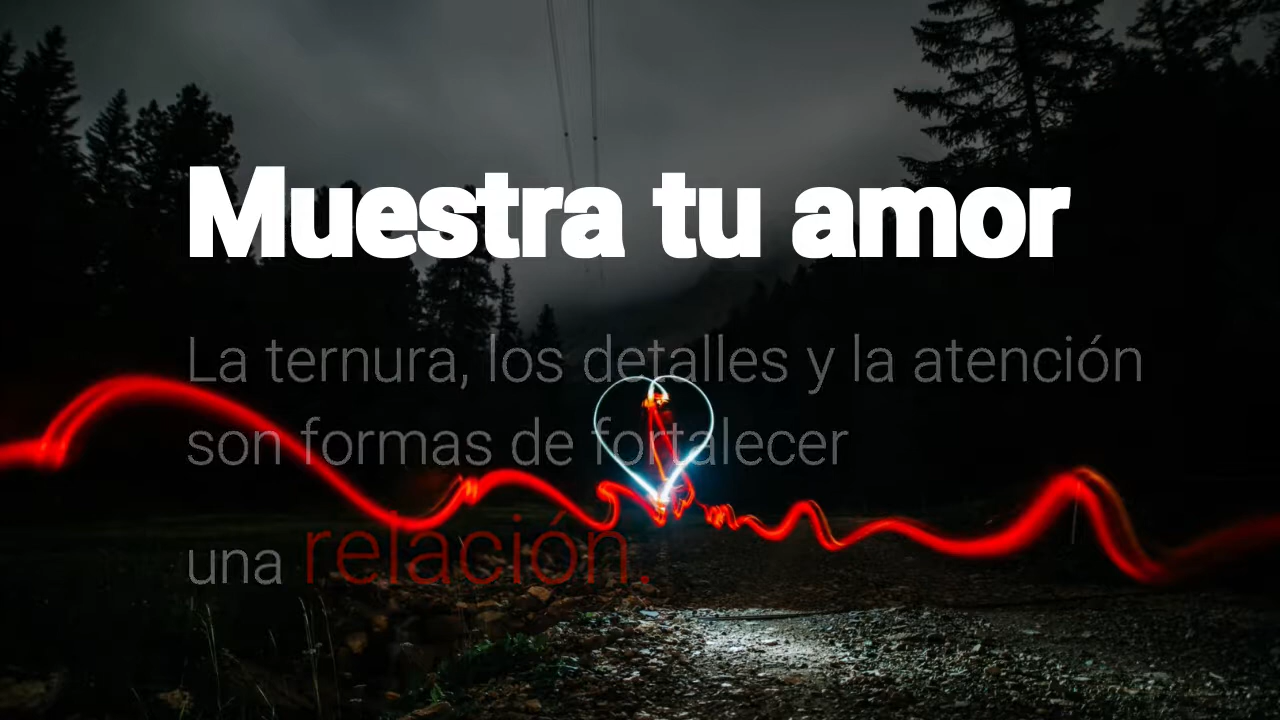 Muestra tu amor
La ternura, los detalles y la atención
son formas de fortalecer
una relación.